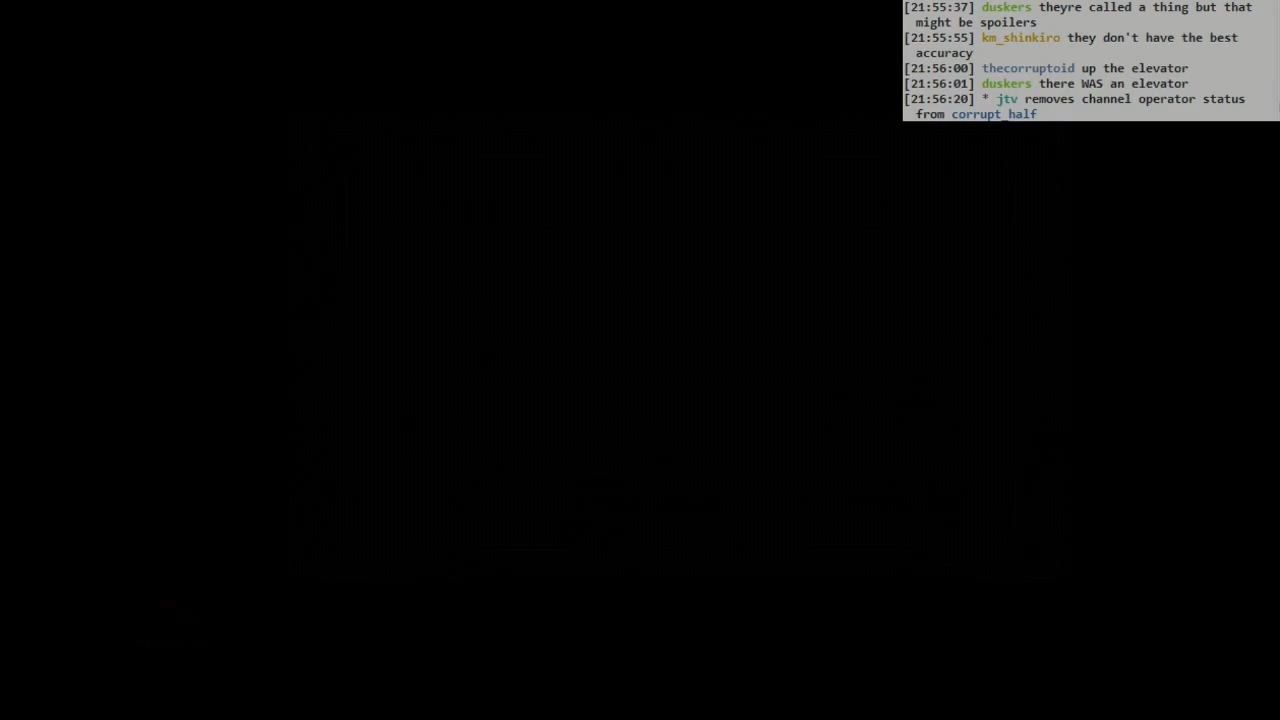 [21:55:37] duskers theyre called a thing but that
might be spoilers
[21:55:55] km_shinkiro they don't have the best
accuracy
[21:56:00] thecorruptoid up the elevator
[21:56:01] duskers there WAS an elevator
[21:56:20] * jtv removes channel operator status
from corrupt_half